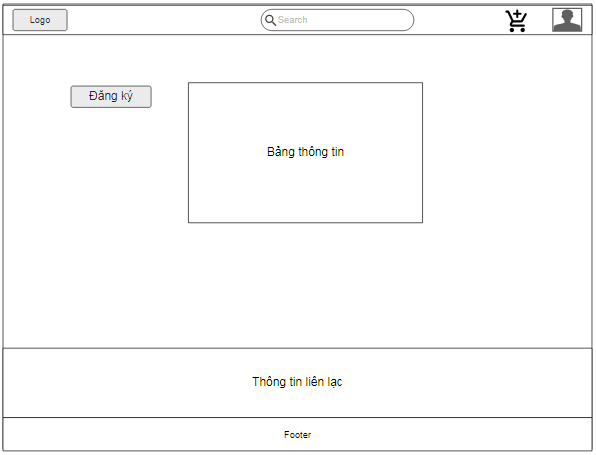 Logo
Search
Đăng ký
Bảng thông tin
Thông tin liên lạc
Footer